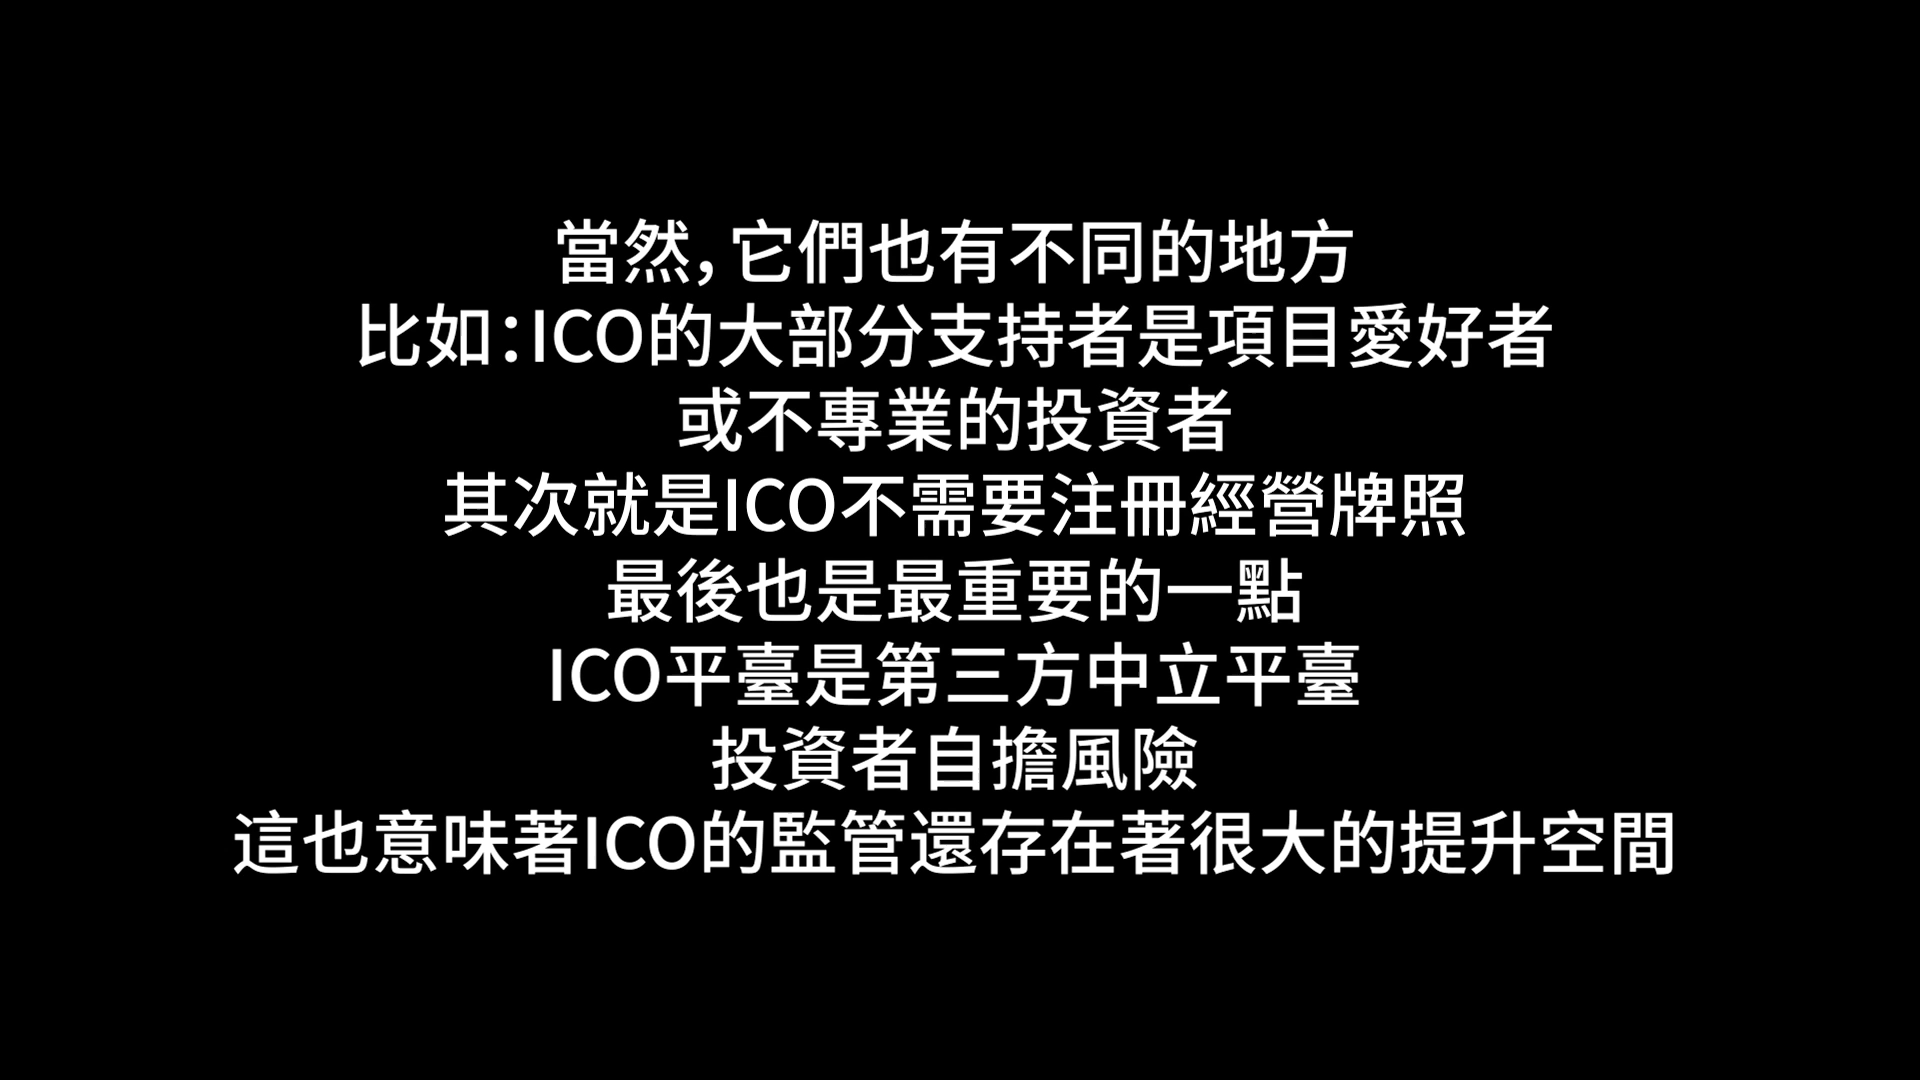 當然，它們也有不同的地方
比如：ICO的大部分支持者是項目愛好者
或不專業的投資者
其次就是ICO不需要注冊經營牌照
最後也是最重要的一點
ICO平臺是第三方中立平臺
投資者自擔風險
這也意味著ICO的監管還存在著很大的提升空間